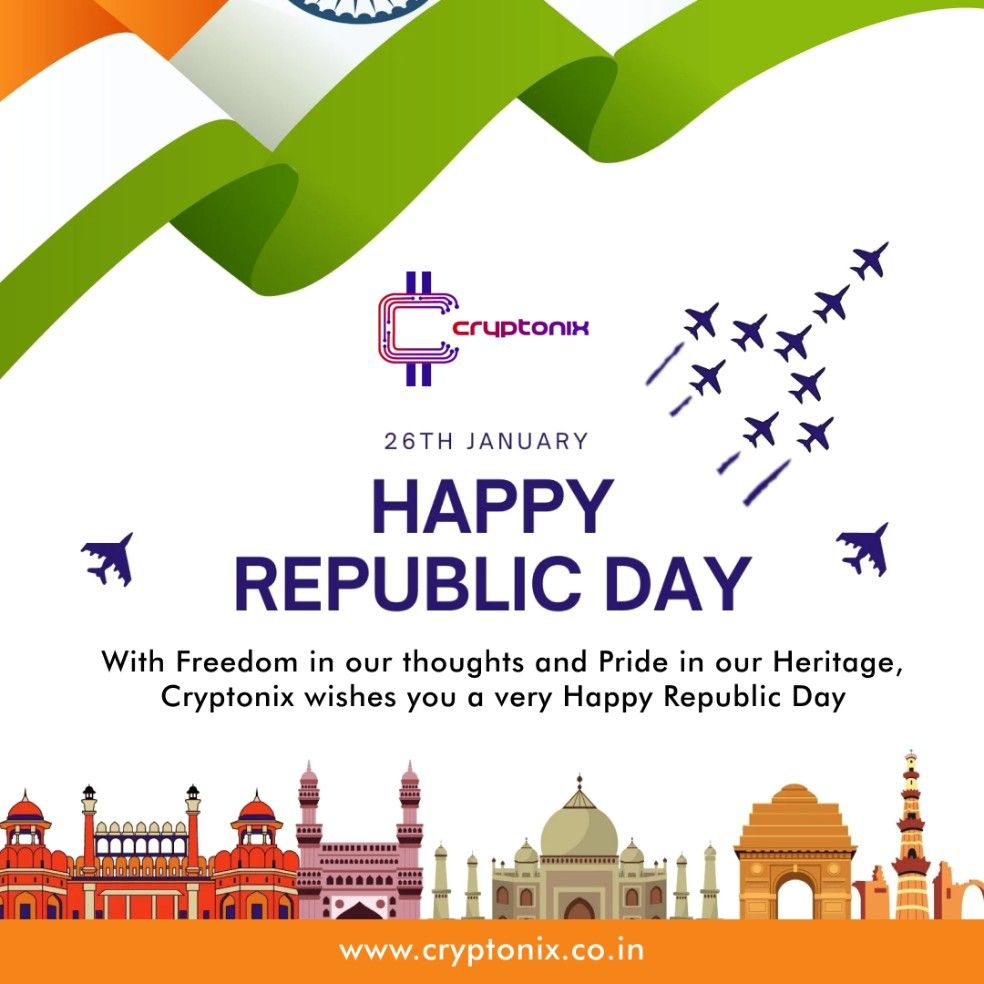 cryptonix
26TH JANUARY
HAPPY
REPUBLIC DAY
With Freedom in our thoughts and Pride in our Heritage,
Cryptonix wishes you a very Happy Republic Day
www.cryptonix.co.in